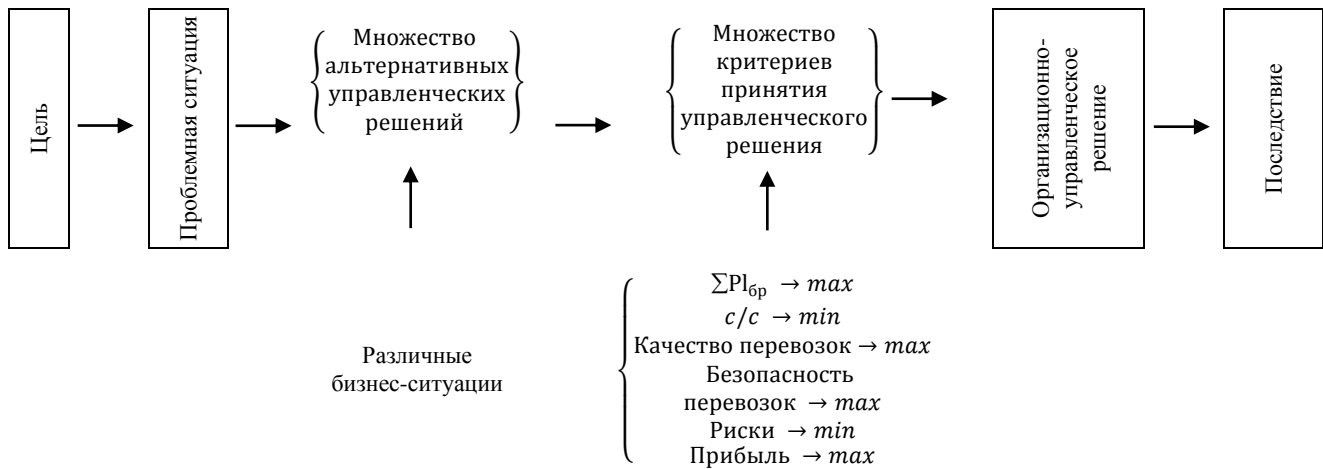 Цель
Проблемная ситуация
Множество
альтернативных
управленческих
решений
Множество
критериев
принятия
управленческого
решения
Организационно-
управленческое
решение
Последствие
Различные
бизнес-ситуации
∑Pl_бр → max
с/с → min
Качество перевозок → max
Безопасность
перевозок → max
Риски → min
Прибыль → max